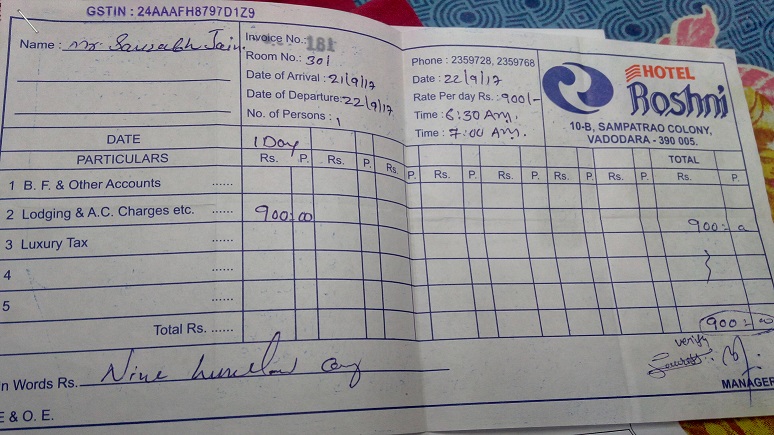 GSTIN : 24AAAFH8797D1Z9
Name : Mr Saurabh Jain
Invoice No.: 181
Room No.: 301
Date of Arrival : 21/9/17
Date of Departure: 22/9/17
No. of Persons : 1
Phone : 2359728, 2359768
Date : 22/9/17
Rate Per day Rs. : 900/-
Time : 6:30 AM.
Time : 7:00 AM.
HOTEL
Roshni
10-B, SAMPATRAO COLONY,
VADODARA - 390 005.
DATE 1 Day
PARTICULARS Rs. P. Rs. P. Rs. P. Rs. P. Rs. P. Rs. P. TOTAL Rs. P.
1 B. F. & Other Accounts ......
2 Lodging & A.C. Charges etc. ...... 900=00 900=00
3 Luxury Tax ......
4 ......
5 ......
Total Rs. ...... 900=00
n Words Rs. Nine hundred only
verify
MANAGER
E & O. E.